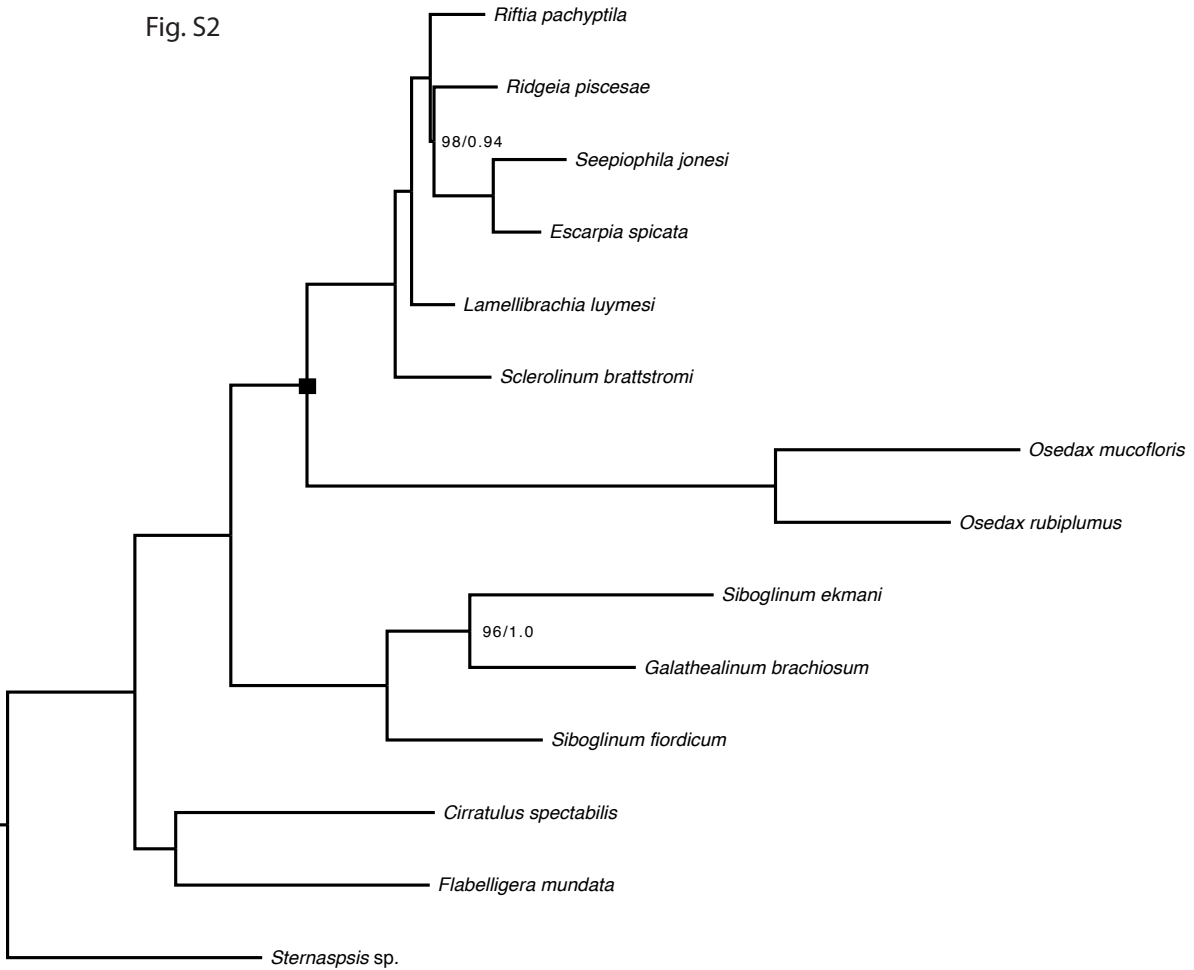 Fig. S2
Riftia pachyptila
Ridgeia piscesae
98/0.94
Seepiophila jonesi
Escarpia spicata
Lamellibrachia luymesi
Sclerolinum brattstromi
Osedax mucofloris
Osedax rubiplumus
Siboglinum ekmani
96/1.0
Galathealinum brachiosum
Siboglinum fiordicum
Cirratulus spectabilis
Flabelligera mundata
Sternaspsis sp.